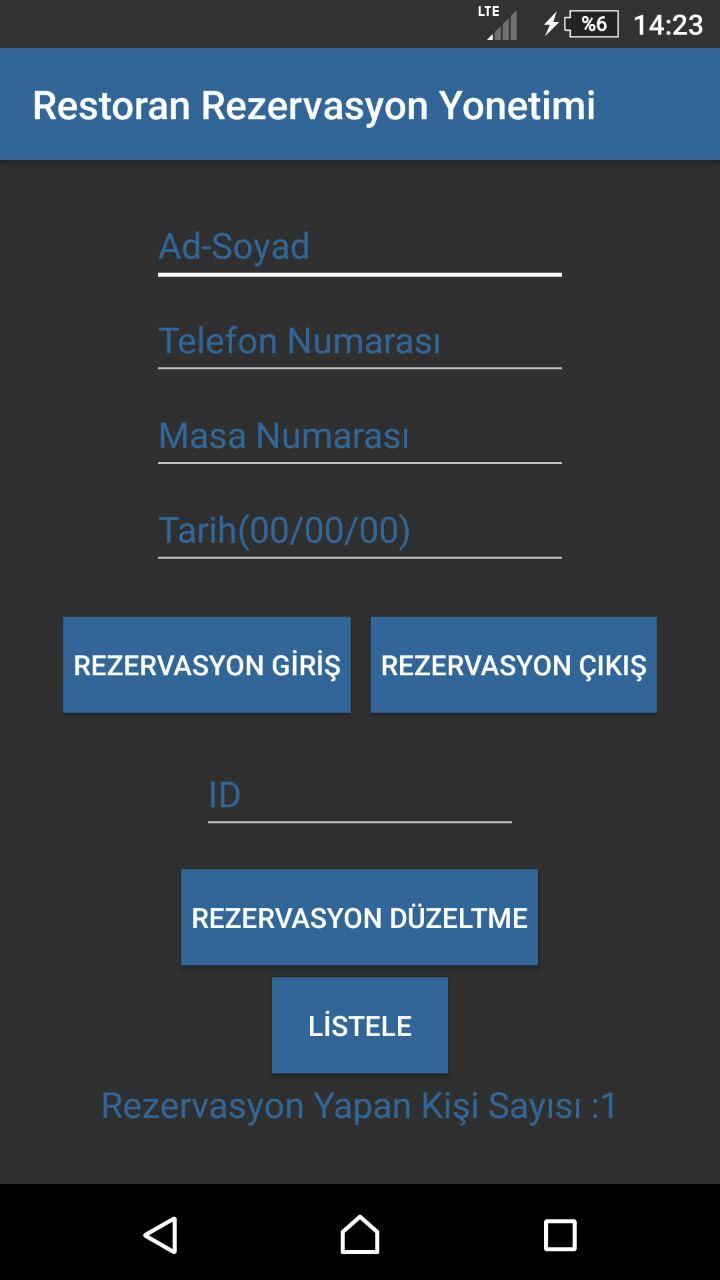 LTE %6 14:23
Restoran Rezervasyon Yonetimi
Ad-Soyad
Telefon Numarası
Masa Numarası
Tarih(00/00/00)
REZERVASYON GİRİŞ REZERVASYON ÇIKIŞ
ID
REZERVASYON DÜZELTME
LİSTELE
Rezervasyon Yapan Kişi Sayısı :1